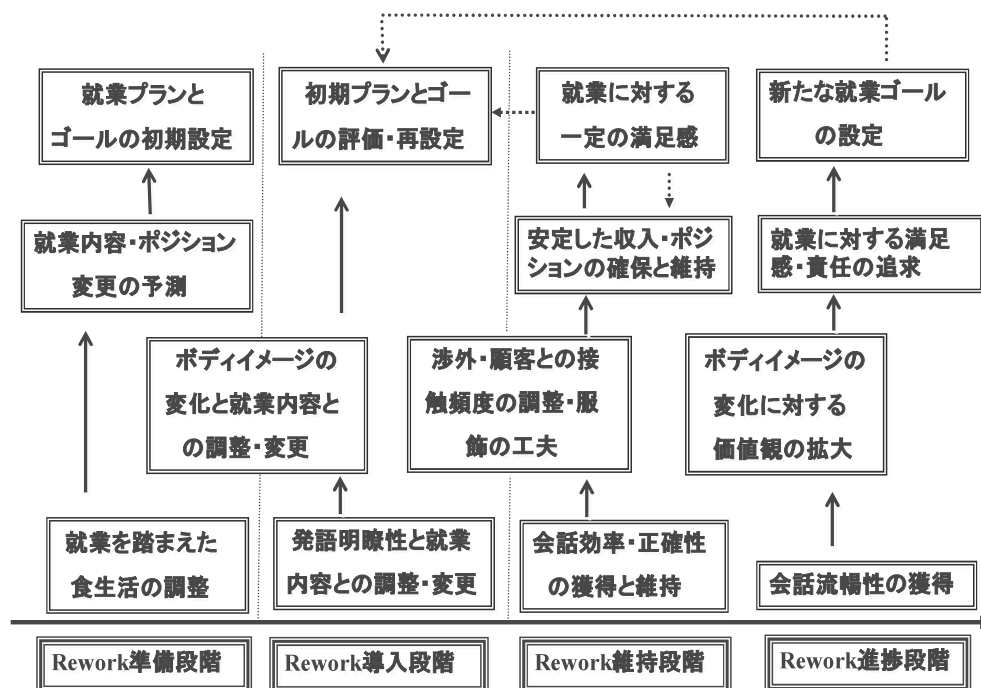 就業プランと
ゴールの初期設定
初期プランとゴー
ルの評価・再設定
就業に対する
一定の満足感
新たな就業ゴール
の設定
就業内容・ポジション
変更の予測
安定した収入・ポジ
ションの確保と維持
就業に対する満足
感・責任の追求
ボディイメージの
変化と就業内容と
の調整・変更
渉外・顧客との接
触頻度の調整・服
飾の工夫
ボディイメージの
変化に対する
価値観の拡大
就業を踏まえた
食生活の調整
発語明瞭性と就業
内容との調整・変更
会話効率・正確性
の獲得と維持
会話流暢性の獲得
Rework準備段階
Rework導入段階
Rework維持段階
Rework進捗段階